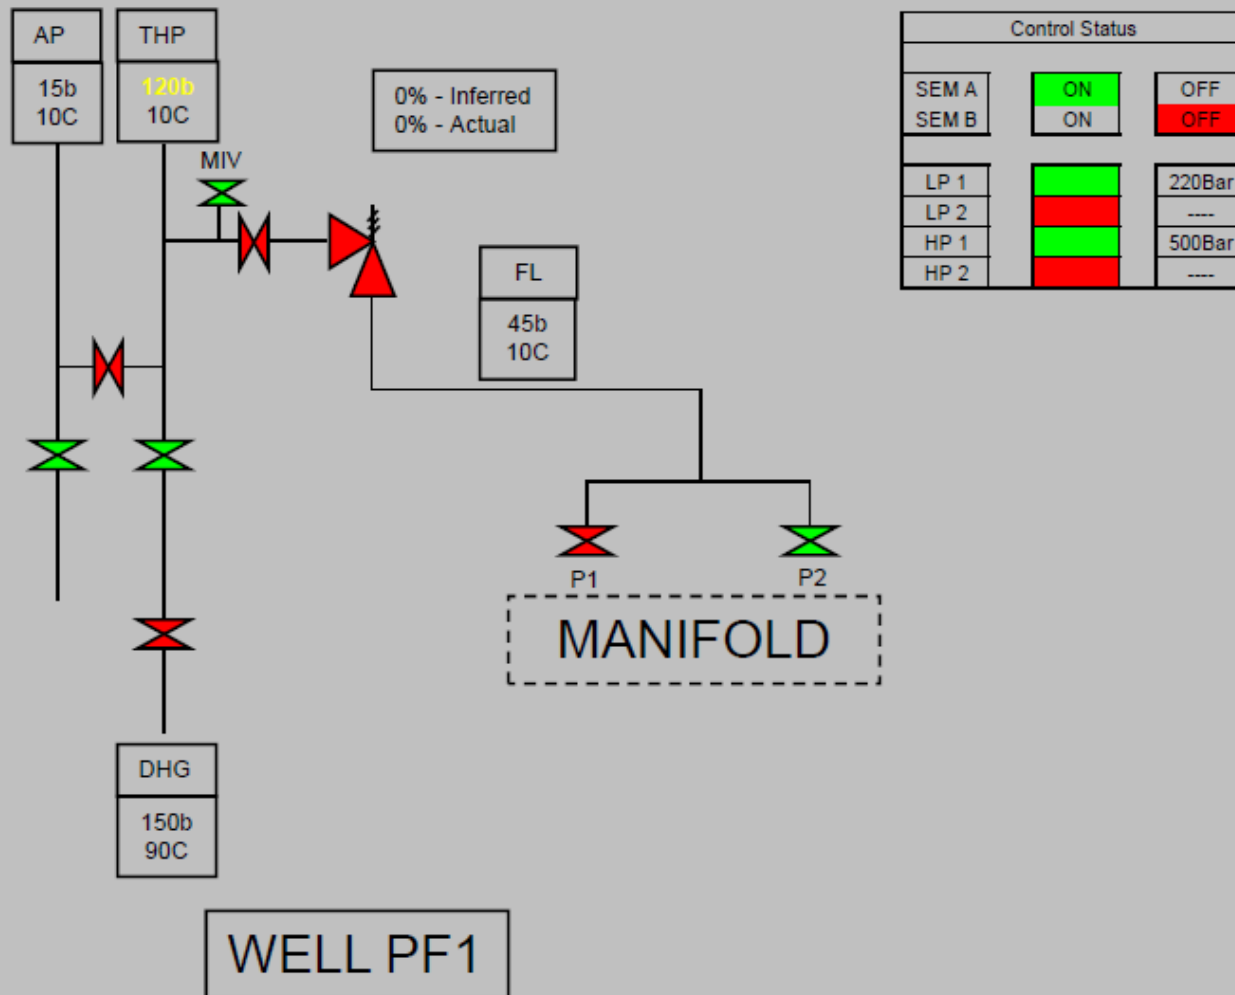 AP
15b
10C
THP
120b
10C
0% - Inferred
0% - Actual
MIV
FL
45b
10C
P1
P2
MANIFOLD
DHG
150b
90C
WELL PF1
Control Status
SEM A ON OFF
SEM B ON OFF
LP 1 220Bar
LP 2 ----
HP 1 500Bar
HP 2 ----